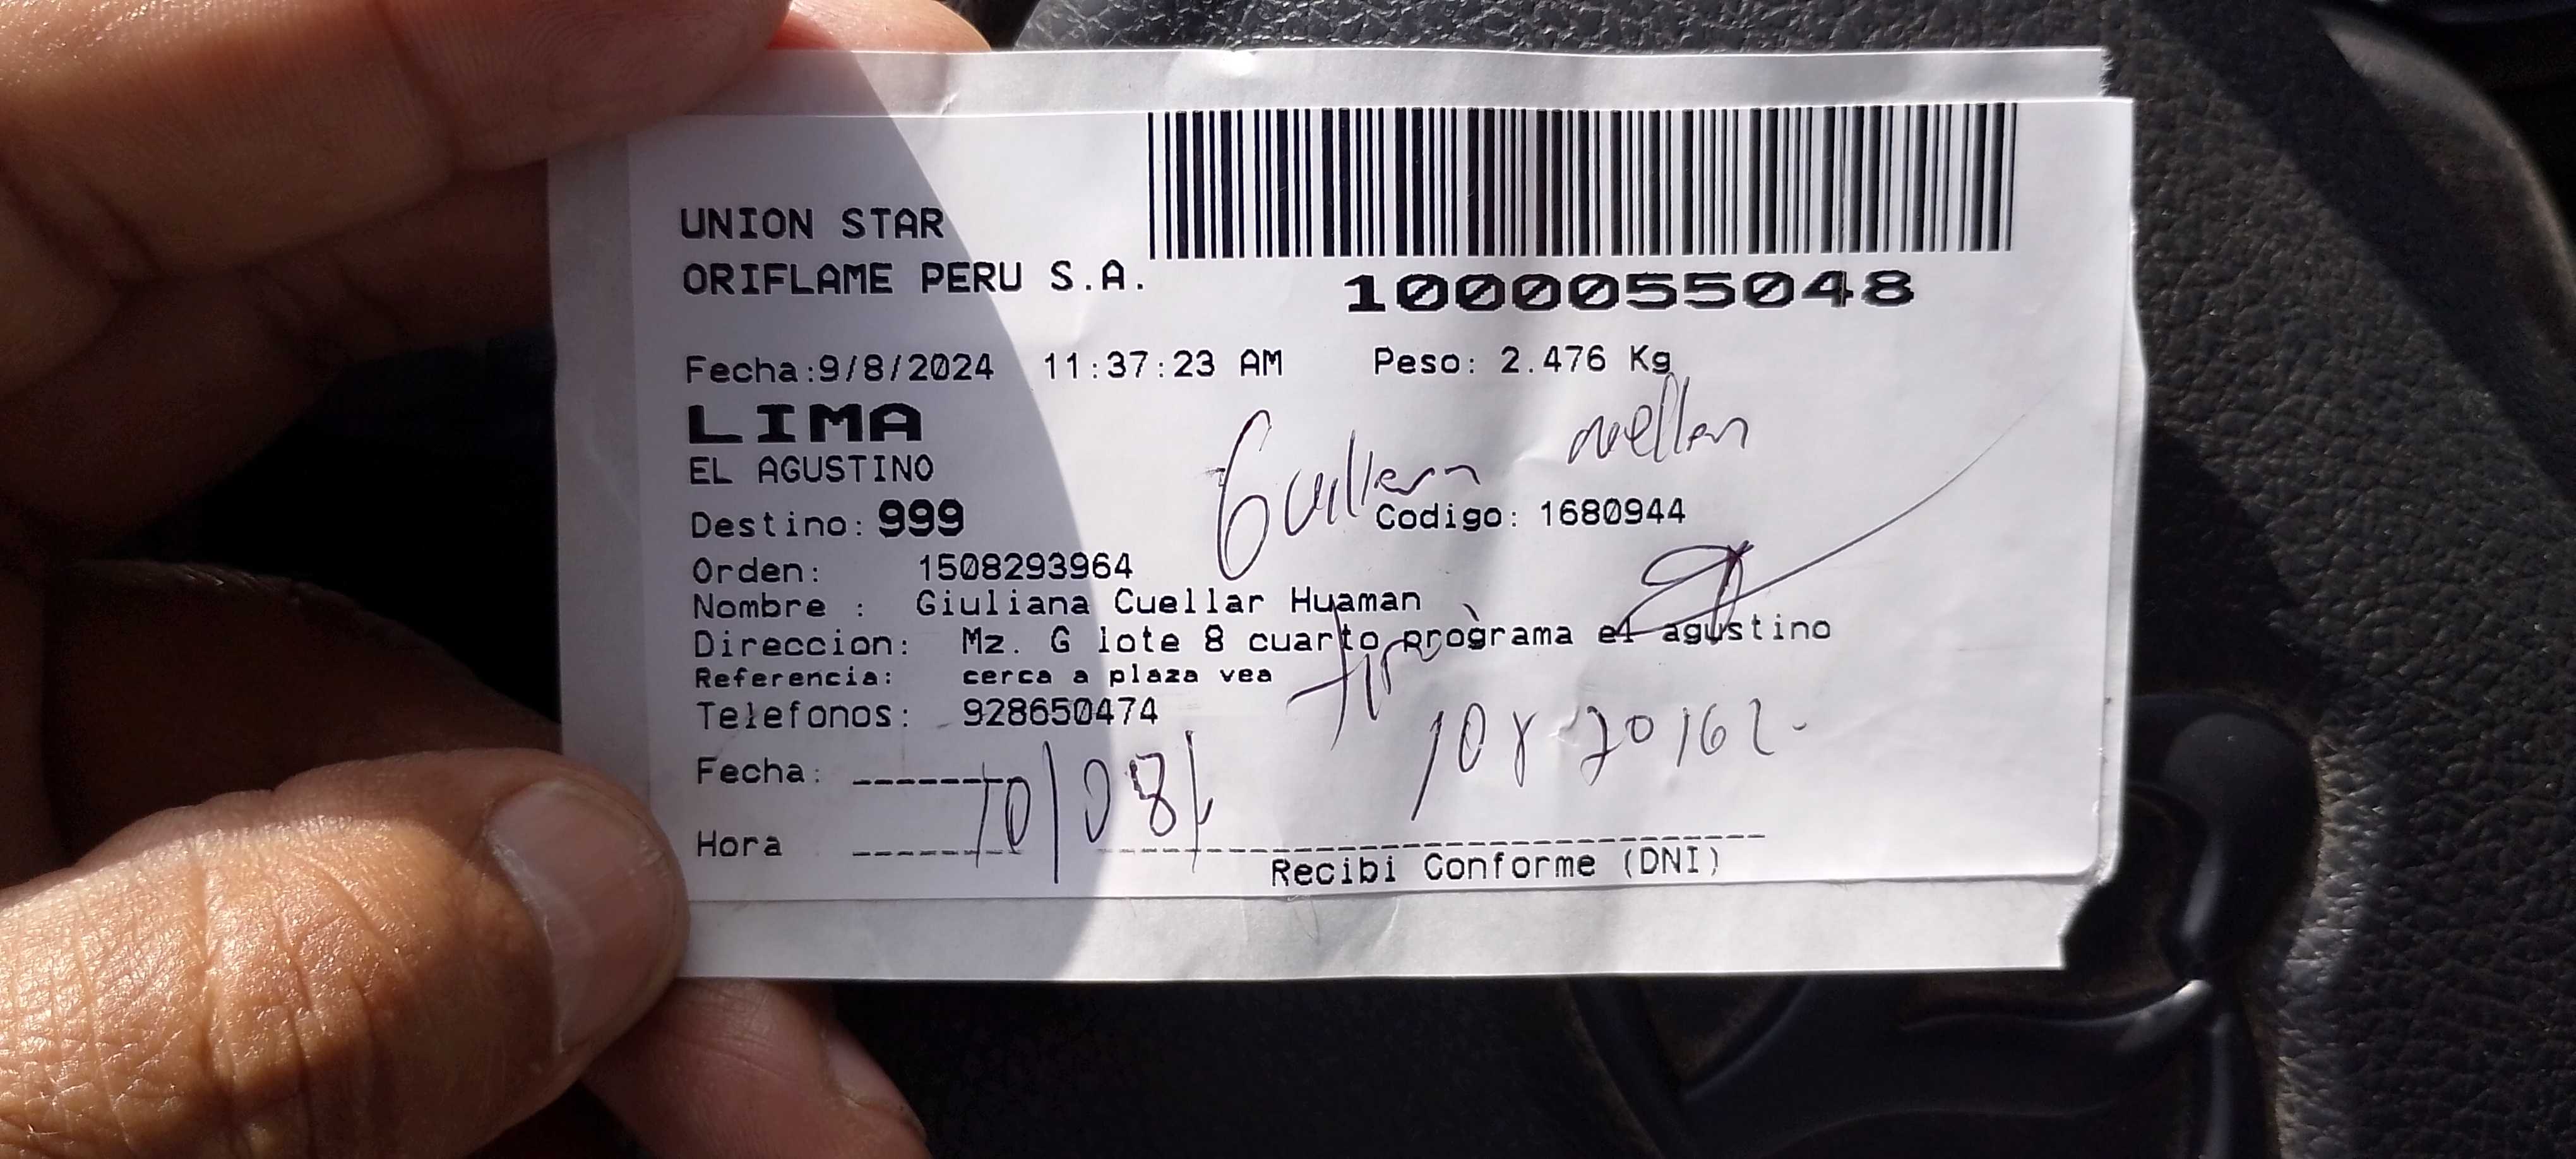 UNION STAR
ORIFLAME PERU S.A.
1000055048
Fecha:9/8/2024 11:37:23 AM Peso: 2.476 Kg
LIMA
EL AGUSTINO
Destino: 999
Codigo: 1680944
Orden: 1508293964
Nombre : Giuliana Cuellar Huaman
Direccion: Mz. G lote 8 cuarto programa el agustino
Referencia: cerca a plaza vea
Telefonos: 928650474
Fecha: 10/08/
Hora
Recibi Conforme (DNI)